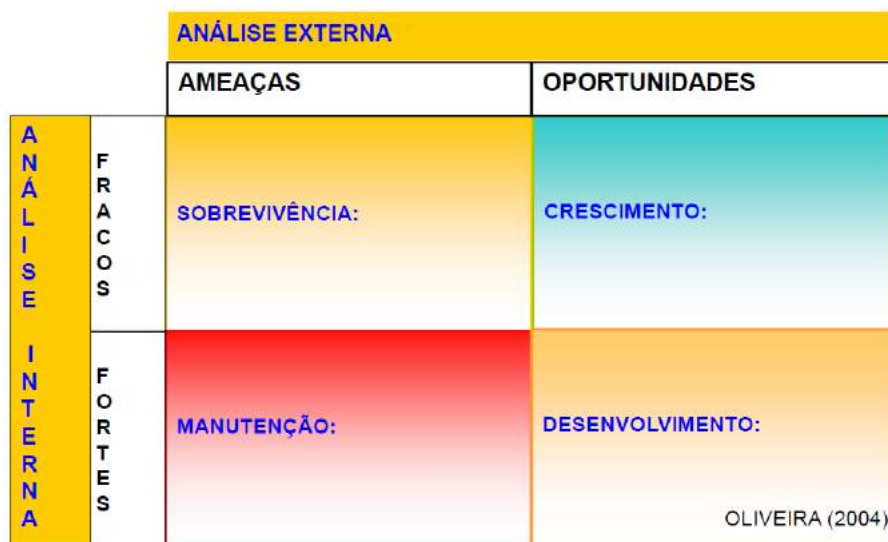 ANÁLISE EXTERNA
AMEAÇAS
OPORTUNIDADES
ANÁLISE INTERNA
FRACOS
SOBREVIVÊNCIA:
CRESCIMENTO:
FORTES
MANUTENÇÃO:
DESENVOLVIMENTO:
OLIVEIRA (2004)